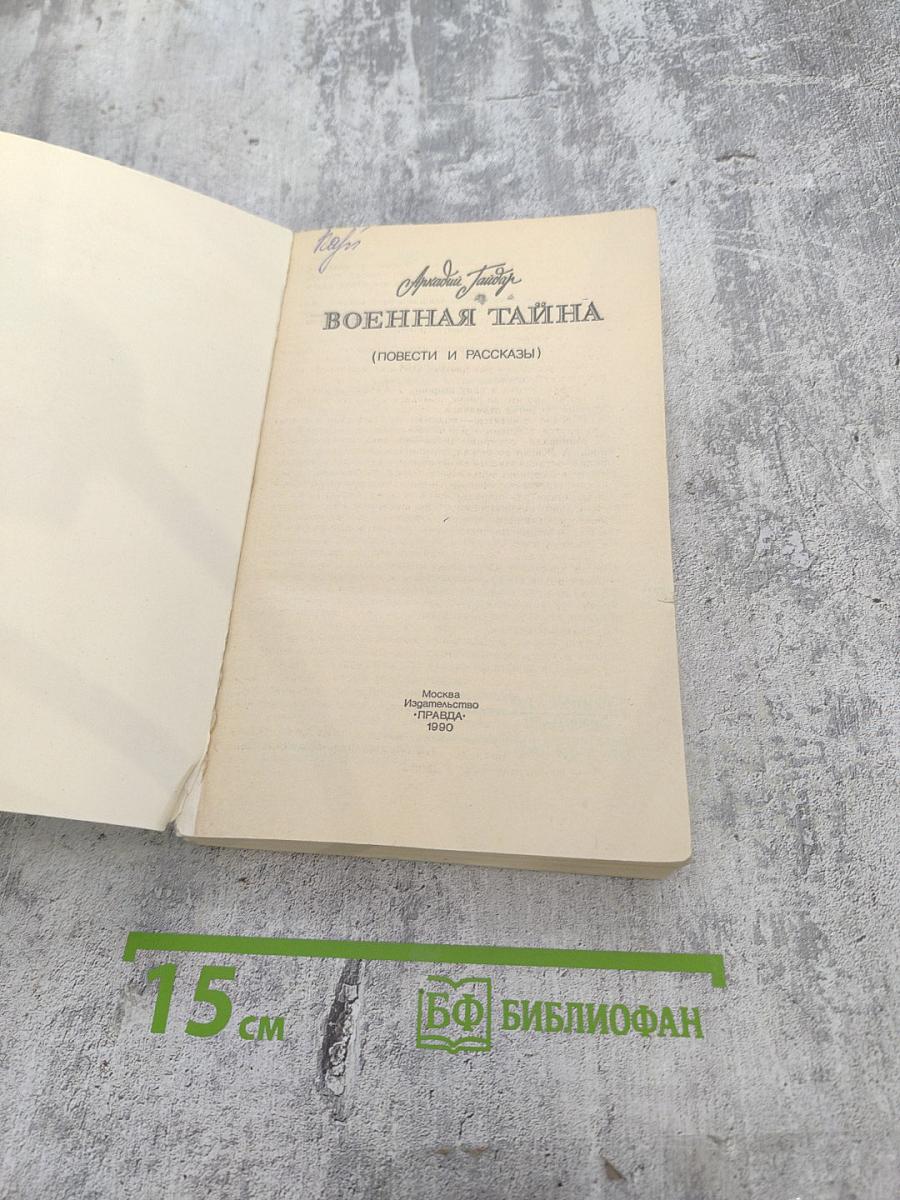 Аркадий Гайдар
ВОЕННАЯ ТАЙНА
(ПОВЕСТИ И РАССКАЗЫ)
Москва
Издательство
·ПРАВДА·
1990
15 см
БФ БИБЛИОФАН